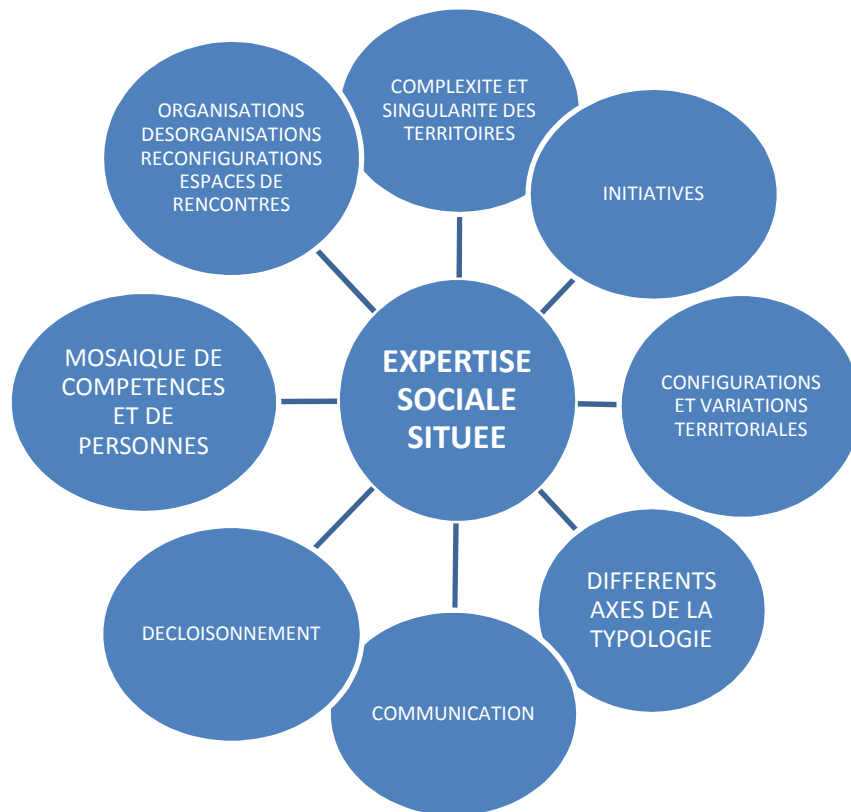 COMPLEXITE ET
SINGULARITE DES
TERRITOIRES
INITIATIVES
CONFIGURATIONS
ET VARIATIONS
TERRITORIALES
DIFFERENTS
AXES DE LA
TYPOLOGIE
COMMUNICATION
DECLOISONNEMENT
MOSAIQUE DE
COMPETENCES
ET DE
PERSONNES
ORGANISATIONS
DESORGANISATIONS
RECONFIGURATIONS
ESPACES DE
RENCONTRES
EXPERTISE
SOCIALE
SITUEE